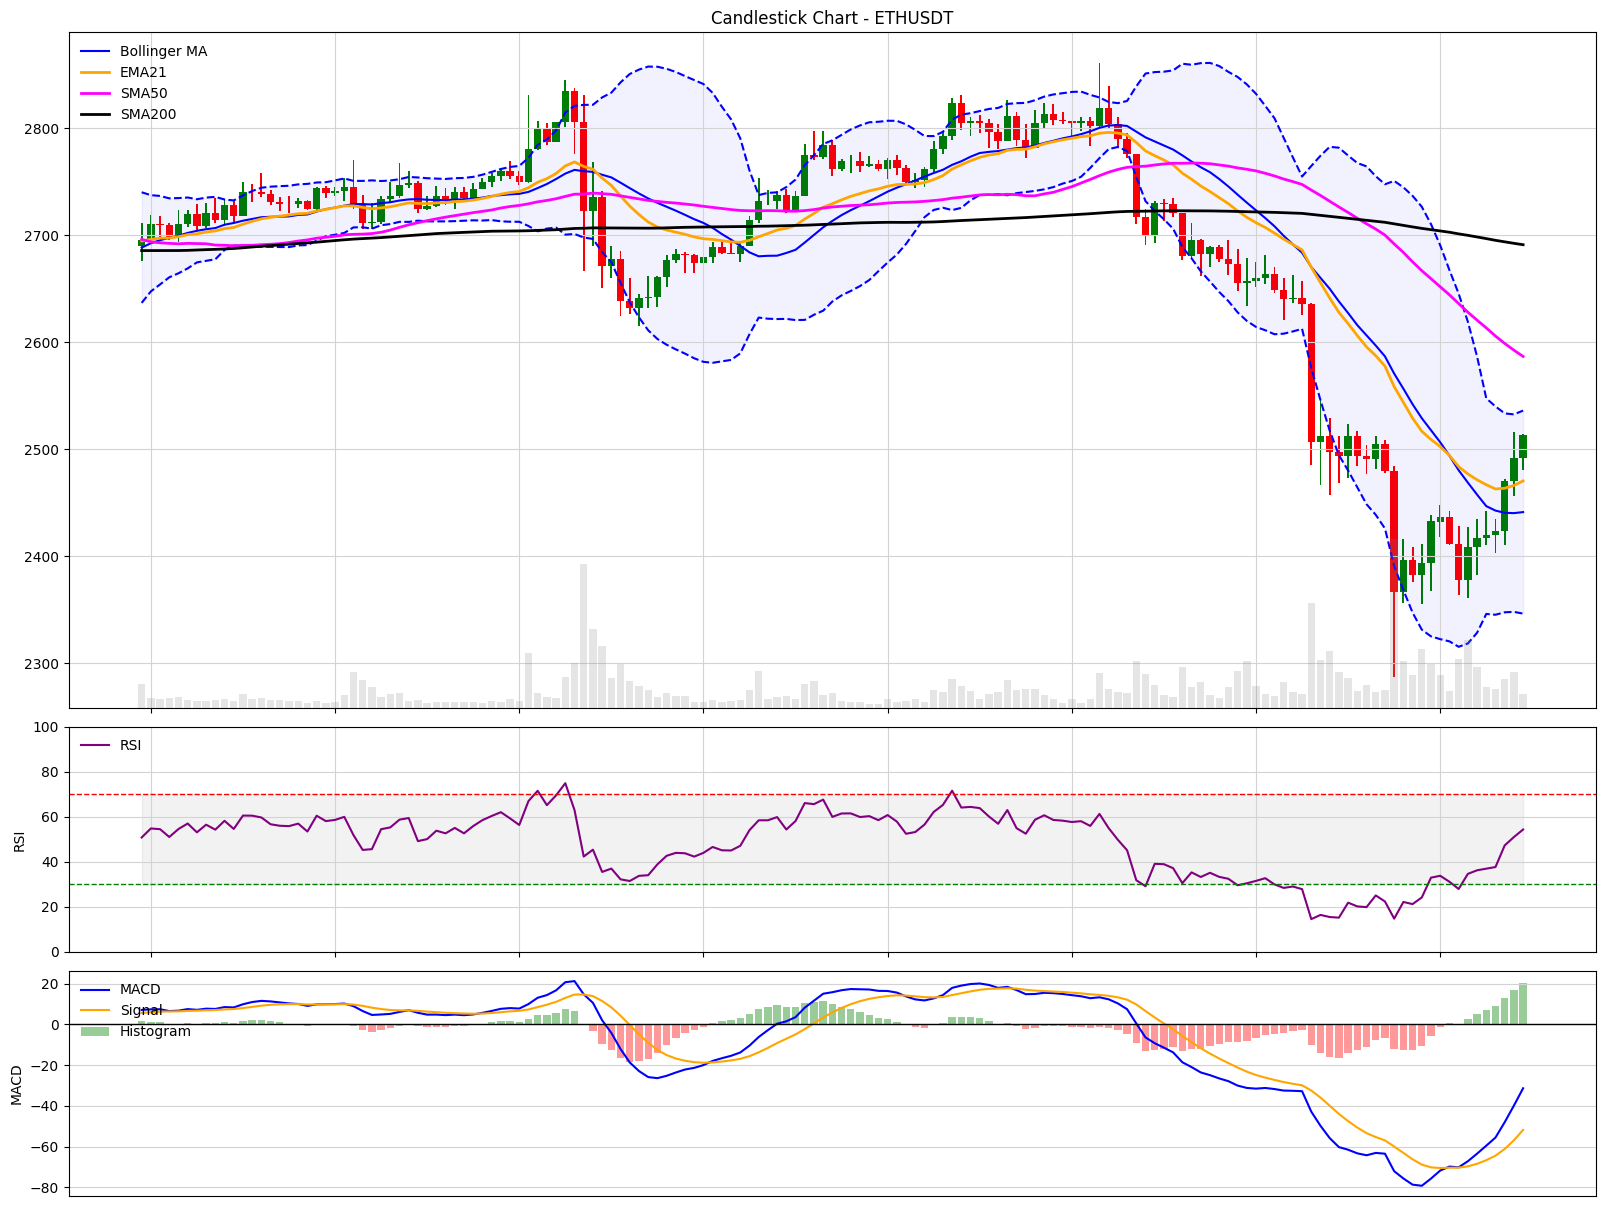 Candlestick Chart - ETHUSDT
Bollinger MA
EMA21
SMA50
SMA200
2800
2700
2600
2500
2400
2300
RSI
100
80
60
40
20
0
RSI
MACD
Signal
Histogram
20
0
−20
−40
−60
−80
MACD